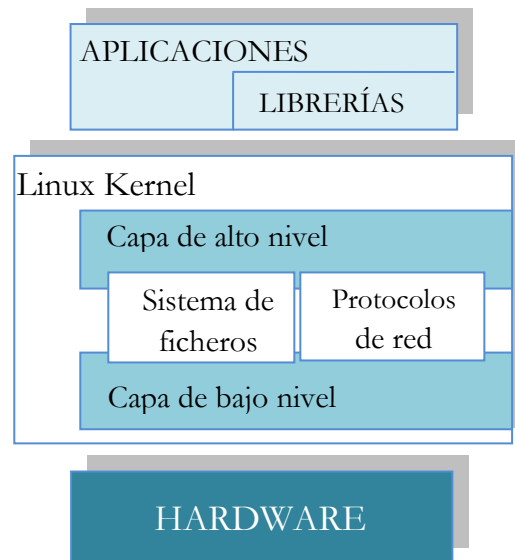 APLICACIONES
LIBRERÍAS
Linux Kernel
Capa de alto nivel
Sistema de
ficheros
Protocolos
de red
Capa de bajo nivel
HARDWARE